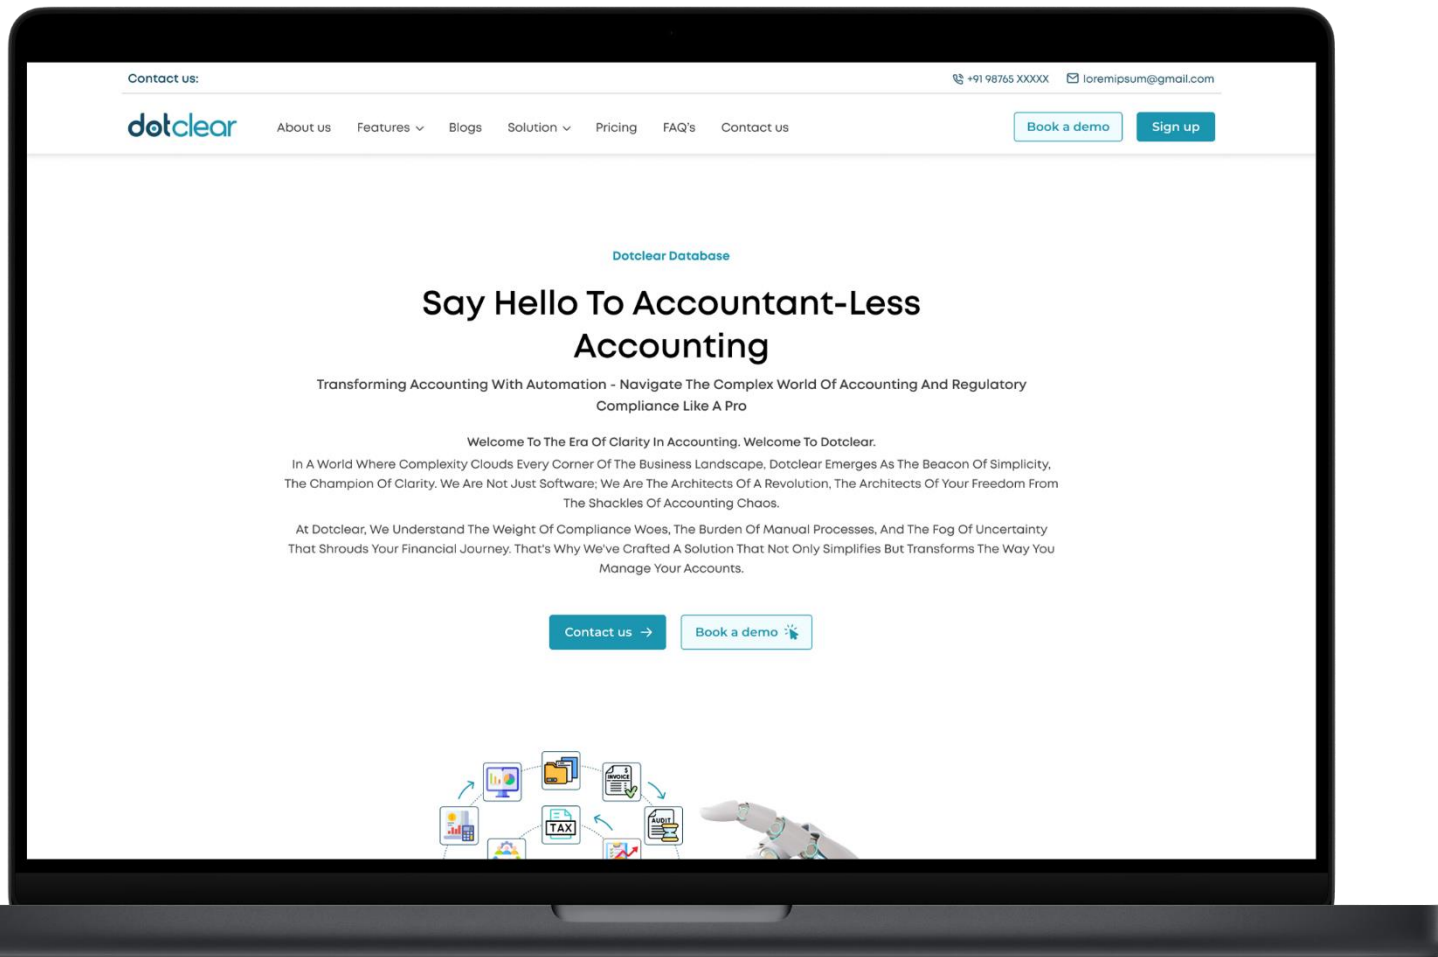 Contact us:
+91 98765 XXXXX
loremipsum@gmail.com
dotclear
About us
Features
Blogs
Solution
Pricing
FAQ's
Contact us
Book a demo
Sign up
Dotclear Database
Say Hello To Accountant-Less
Accounting
Transforming Accounting With Automation - Navigate The Complex World Of Accounting And Regulatory
Compliance Like A Pro
Welcome To The Era Of Clarity In Accounting. Welcome To Dotclear.
In A World Where Complexity Clouds Every Corner Of The Business Landscape, Dotclear Emerges As The Beacon Of Simplicity,
The Champion Of Clarity. We Are Not Just Software; We Are The Architects Of A Revolution, The Architects Of Your Freedom From
The Shackles Of Accounting Chaos.
At Dotclear, We Understand The Weight Of Compliance Woes, The Burden Of Manual Processes, And The Fog Of Uncertainty
That Shrouds Your Financial Journey. That's Why We've Crafted A Solution That Not Only Simplifies But Transforms The Way You
Manage Your Accounts.
Contact us
Book a demo
INVOICE
TAX
AUDIT